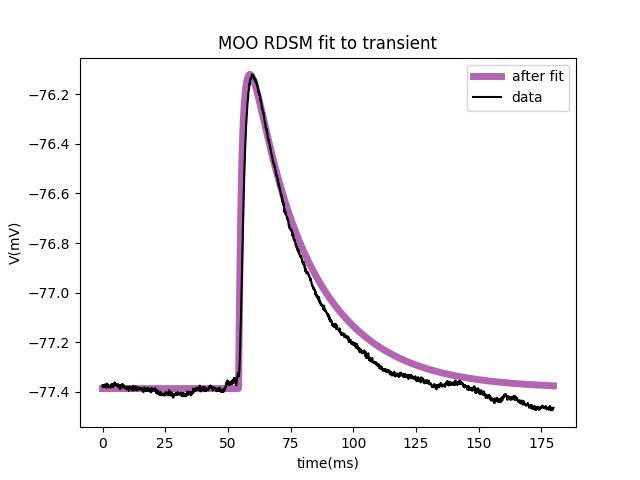 MOO RDSM fit to transient
after fit
data
V(mV)
−76.2
−76.4
−76.6
−76.8
−77.0
−77.2
−77.4
0 25 50 75 100 125 150 175
time(ms)